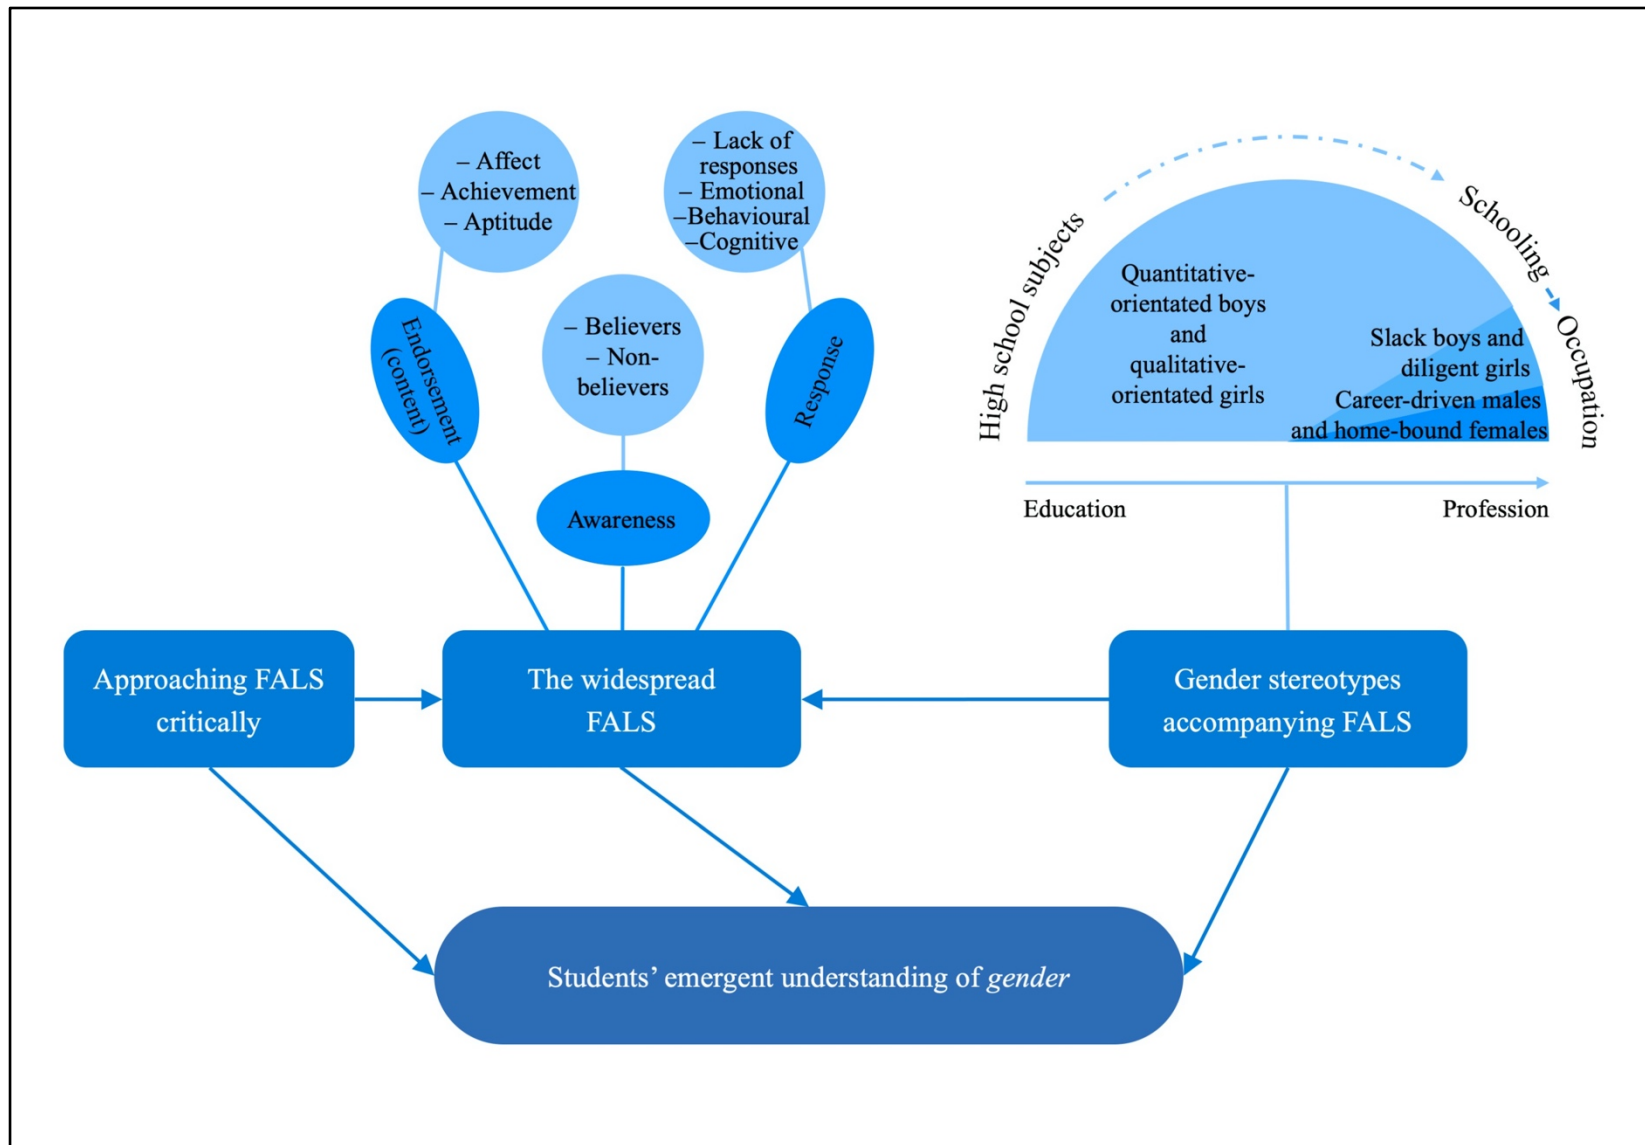 – Affect
– Achievement
– Aptitude
– Lack of
responses
– Emotional
–Behavioural
–Cognitive
– Believers
– Non-
believers
Endorsement
(content)
Awareness
Response
High school subjects
Schooling
Occupation
Quantitative-
orientated boys
and
qualitative-
orientated girls
Slack boys and
diligent girls
Career-driven males
and home-bound females
Education
Profession
Approaching FALS
critically
The widespread
FALS
Gender stereotypes
accompanying FALS
Students’ emergent understanding of gender